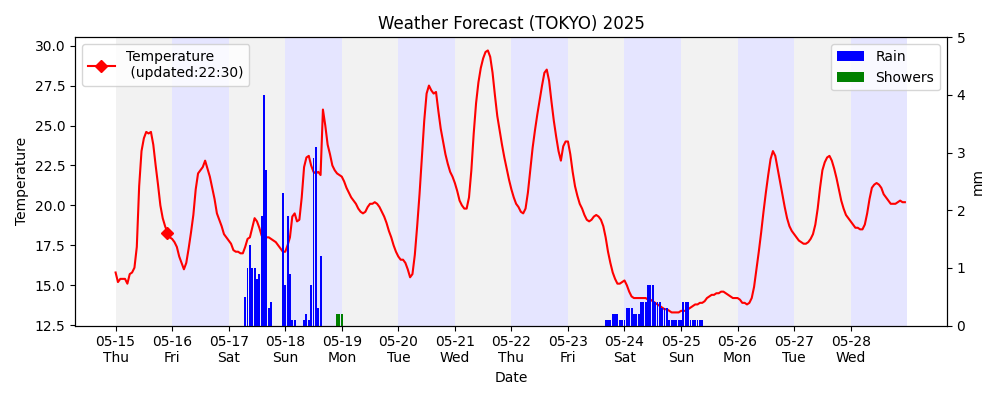 Weather Forecast (TOKYO) 2025
Temperature
(updated:22:30)
Rain
Showers
Temperature
30.0
27.5
25.0
22.5
20.0
17.5
15.0
12.5
5
4
3
2
1
0
mm
05-15 05-16 05-17 05-18 05-19 05-20 05-21 05-22 05-23 05-24 05-25 05-26 05-27 05-28
Thu Fri Sat Sun Mon Tue Wed Thu Fri Sat Sun Mon Tue Wed
Date